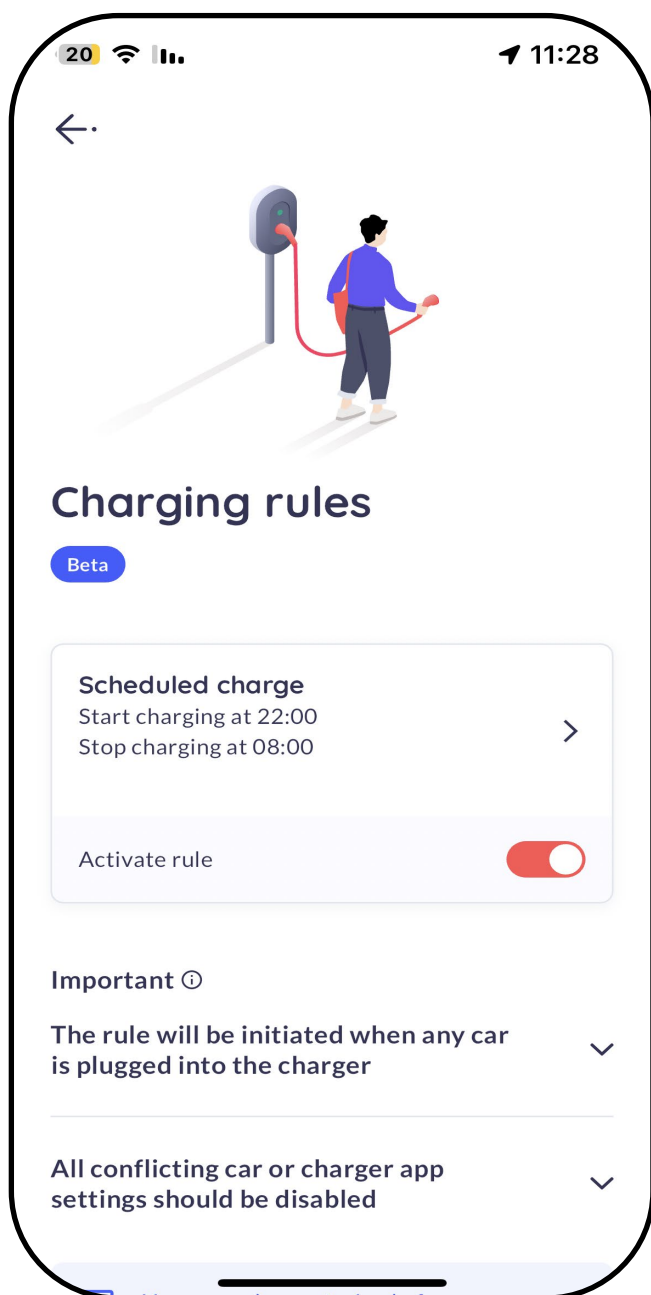 20 11:28
Charging rules
Beta
Scheduled charge
Start charging at 22:00
Stop charging at 08:00
Activate rule
Important
The rule will be initiated when any car
is plugged into the charger
All conflicting car or charger app
settings should be disabled